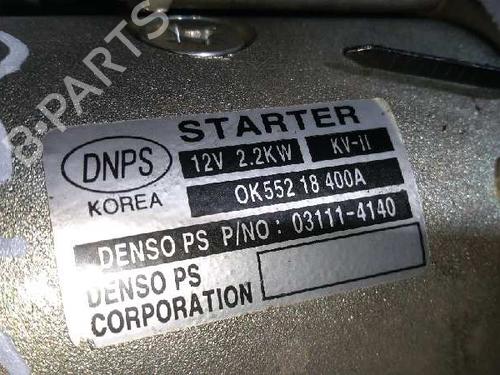 B-PARTS
STARTER
DNPS
12V 2.2KW KV-II
KOREA
OK552 18 400A
DENSO PS P/NO : 03111-4140
DENSO PS
CORPORATION